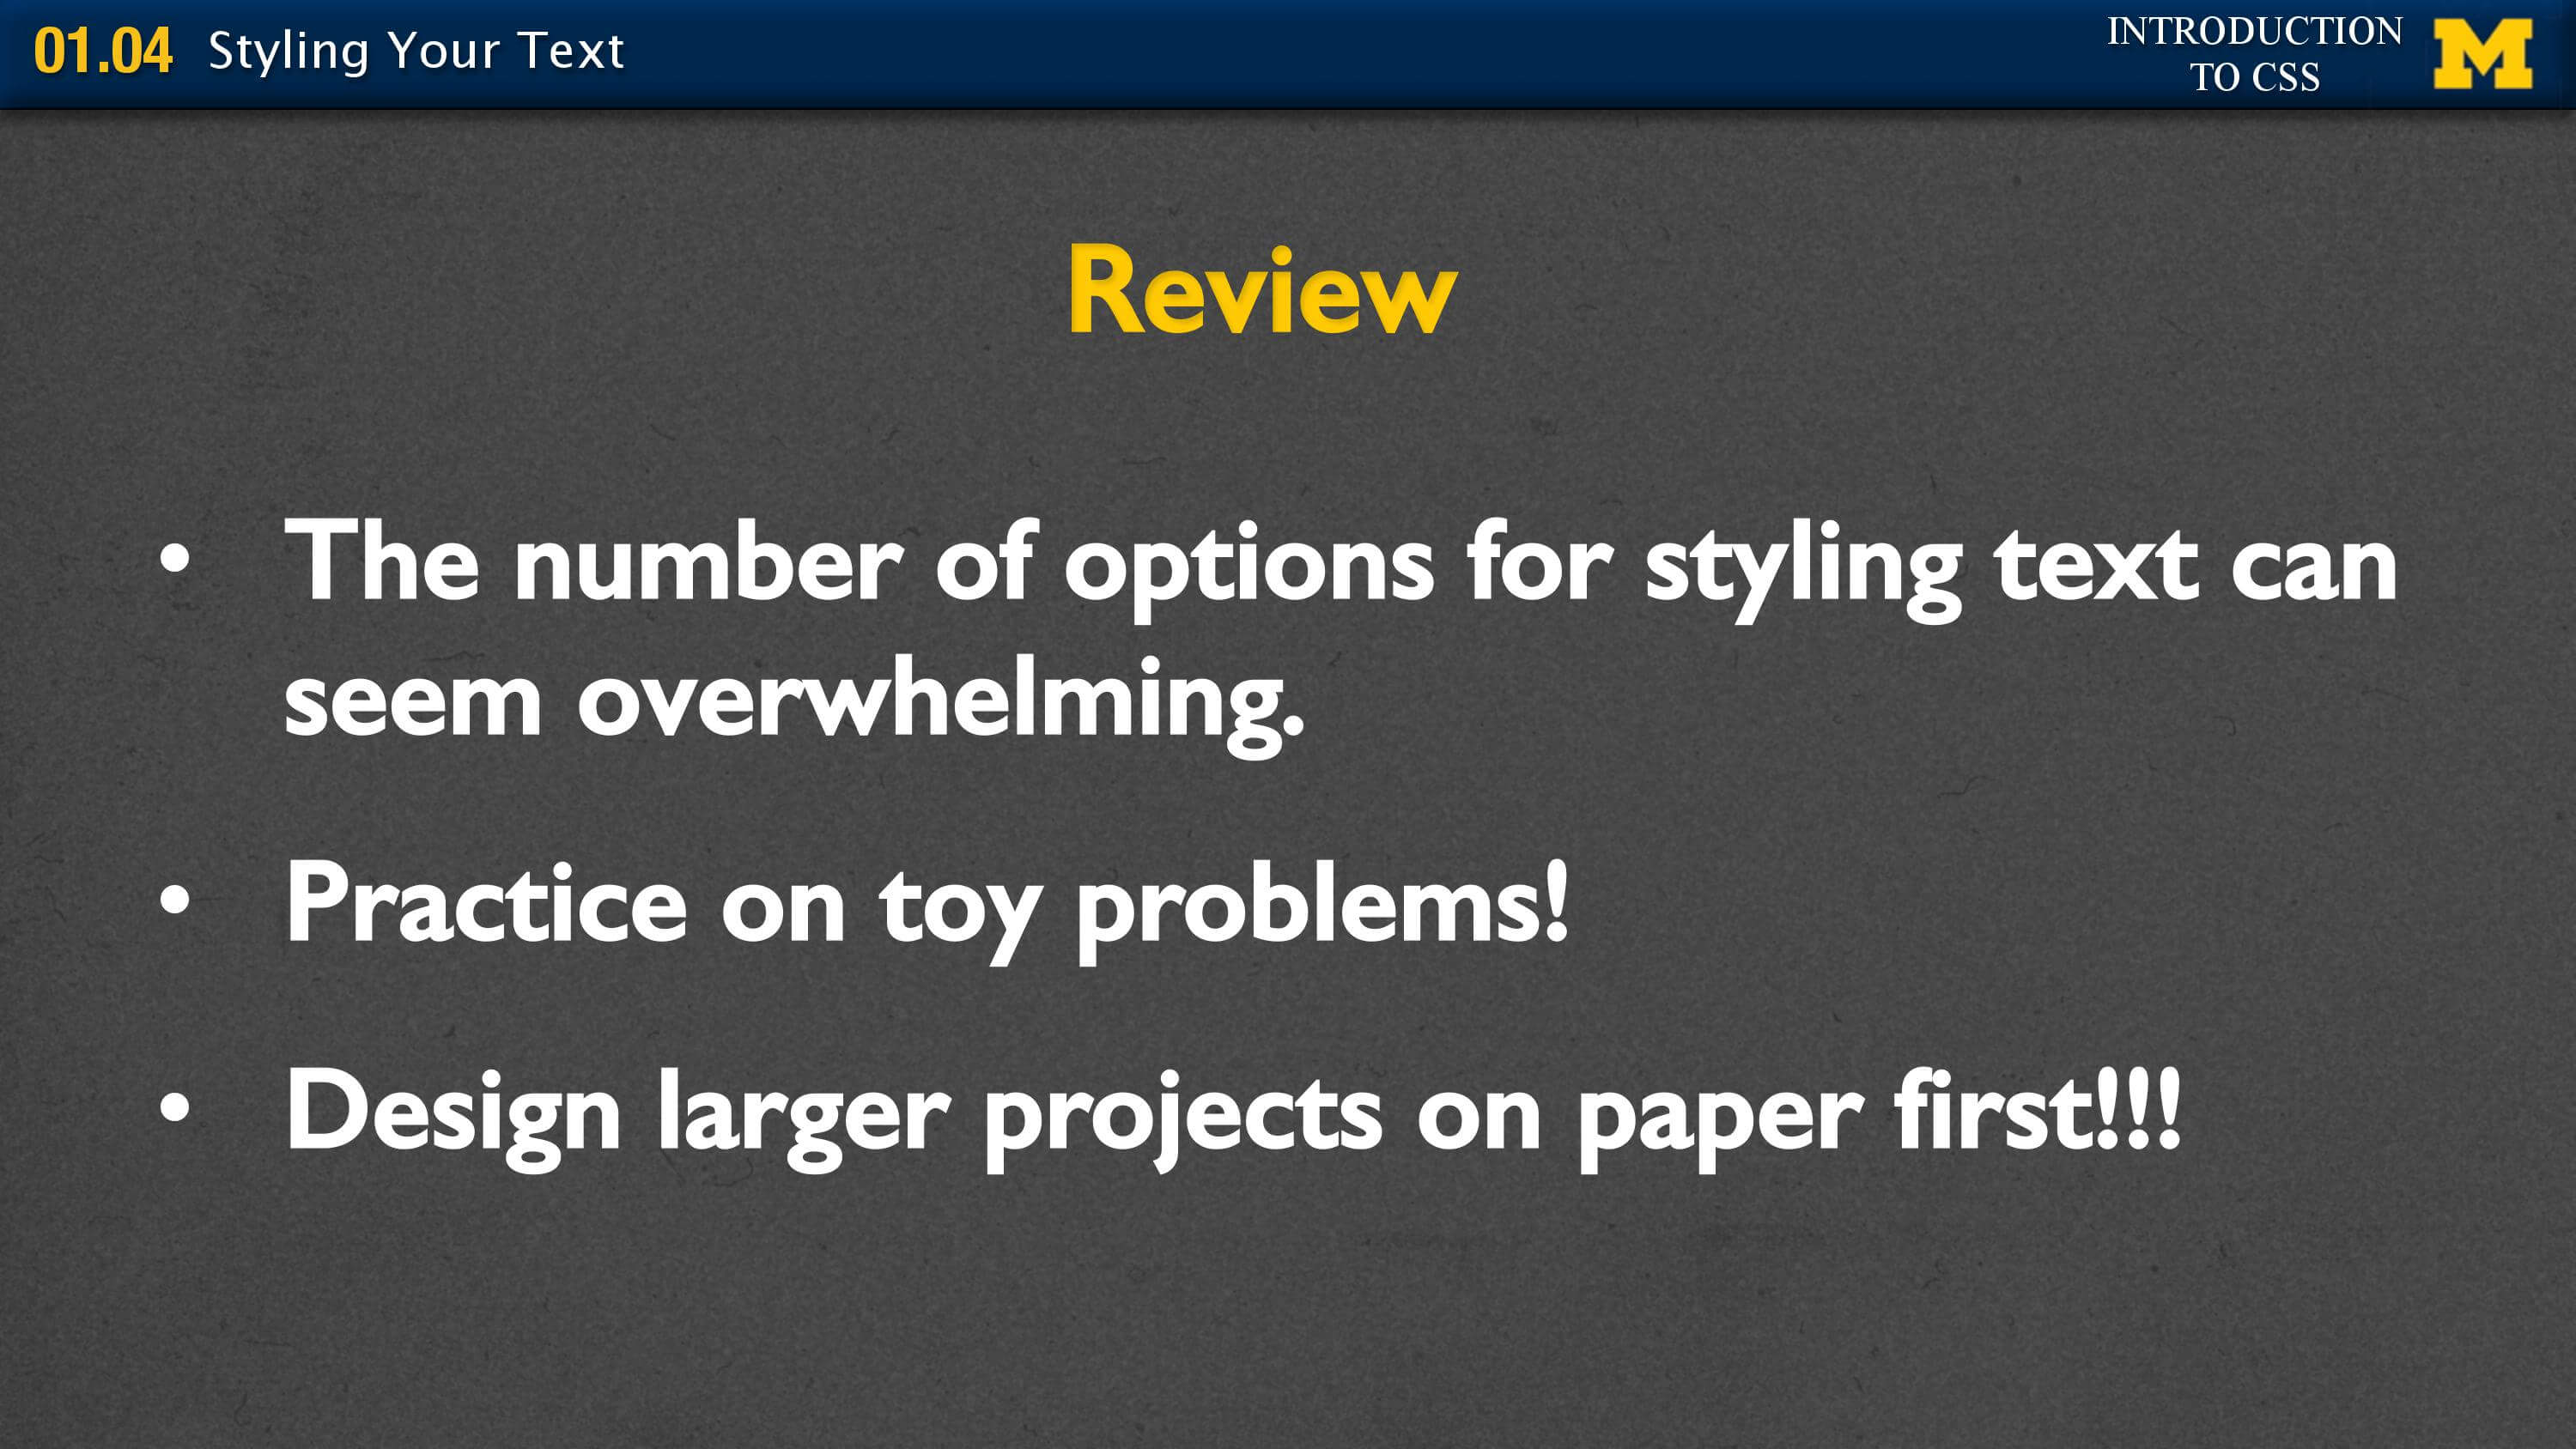 01.04 Styling Your Text
INTRODUCTION
TO CSS
M
Review
• The number of options for styling text can
seem overwhelming.
• Practice on toy problems!
• Design larger projects on paper first!!!